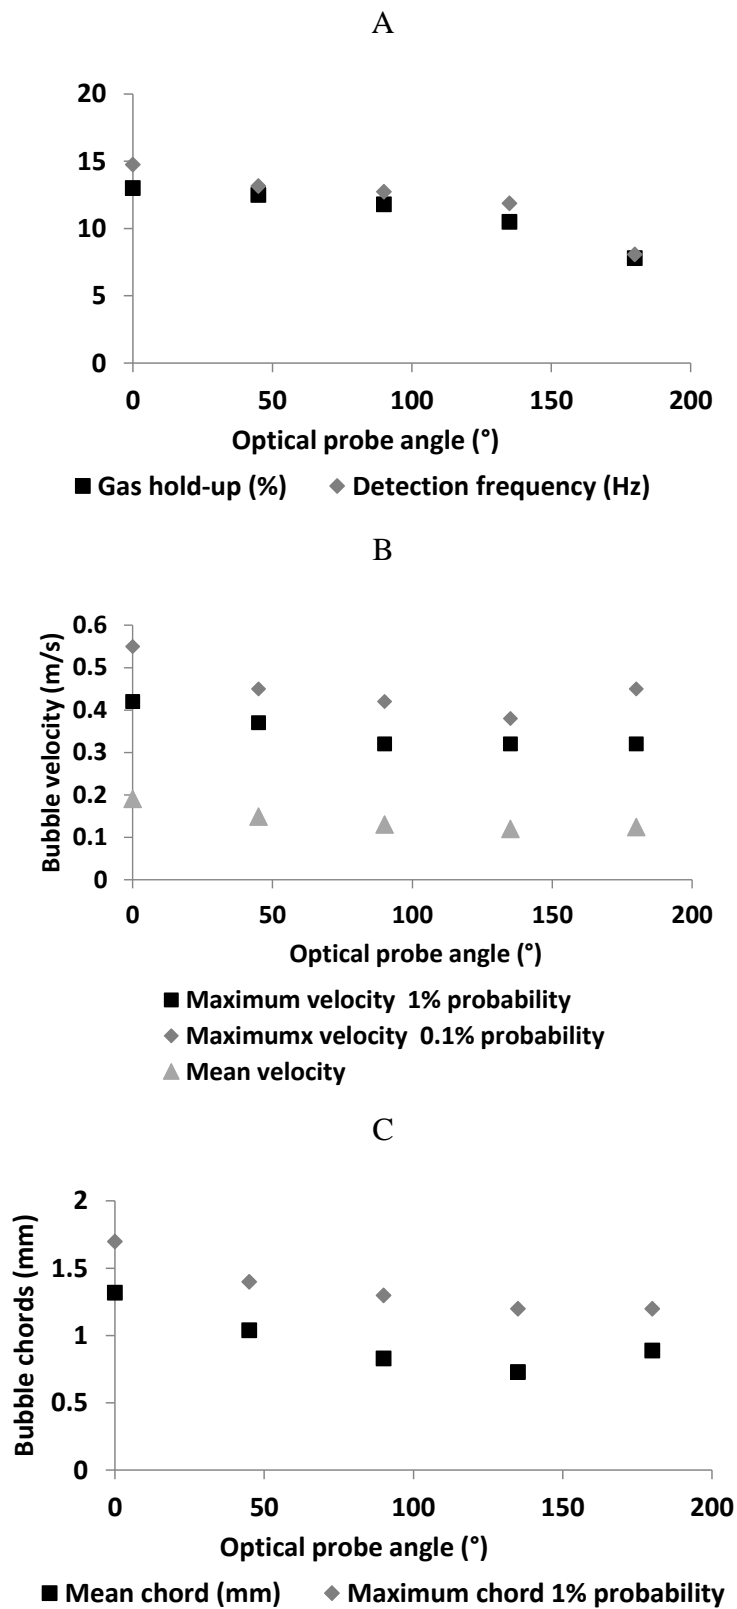 A
20
15
10
5
0
0 50 100 150 200
Optical probe angle (°)
Gas hold-up (%) Detection frequency (Hz)
B
Bubble velocity (m/s)
0.6
0.5
0.4
0.3
0.2
0.1
0
0 50 100 150 200
Optical probe angle (°)
Maximum velocity 1% probability
Maximumx velocity 0.1% probability
Mean velocity
C
Bubble chords (mm)
2
1.5
1
0.5
0
0 50 100 150 200
Optical probe angle (°)
Mean chord (mm) Maximum chord 1% probability